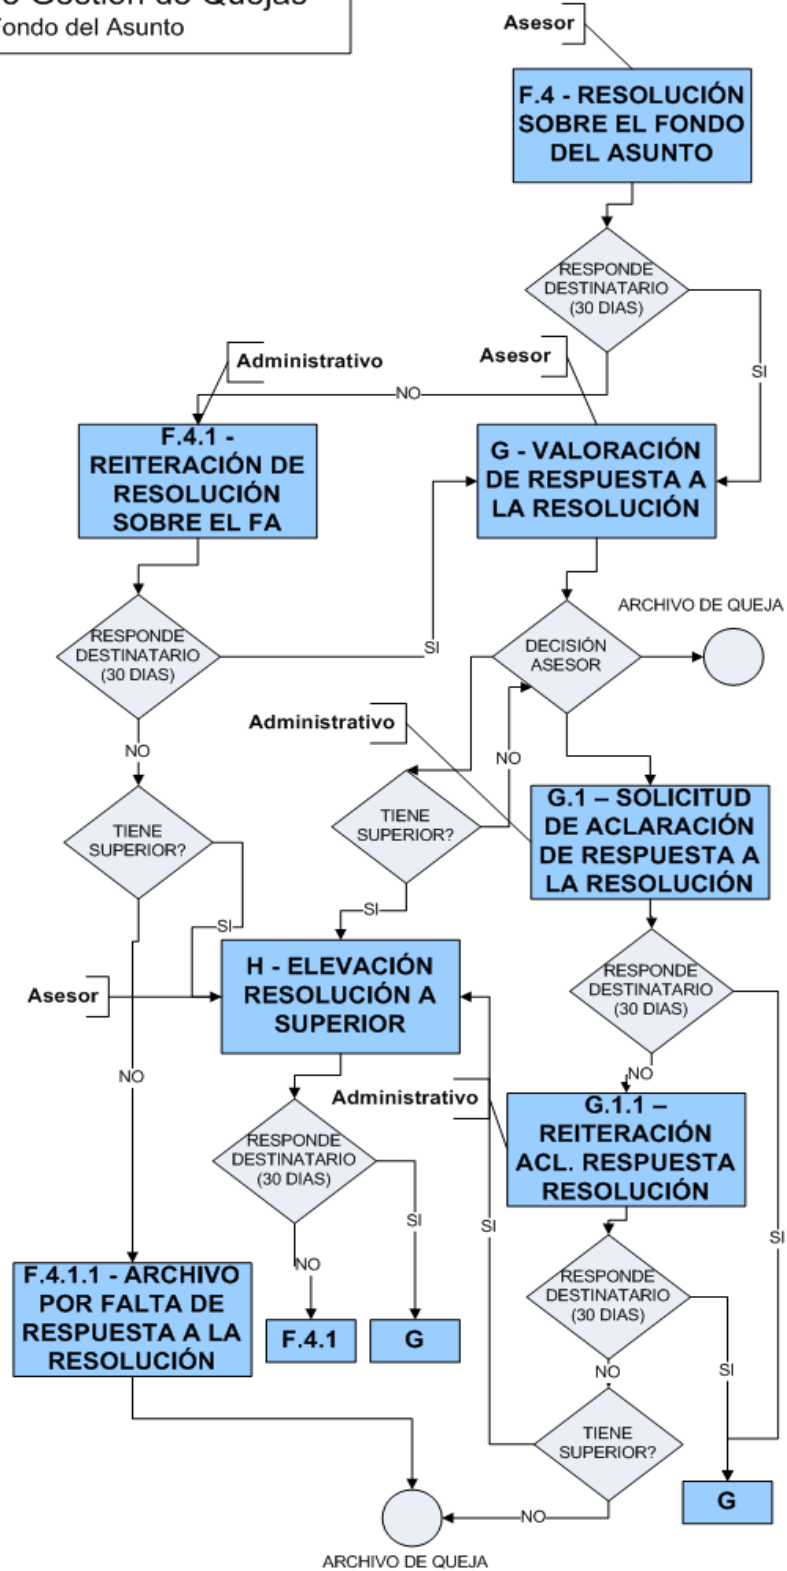 Gestión de Quejas
Fondo del Asunto
Asesor
F.4 - RESOLUCIÓN
SOBRE EL FONDO
DEL ASUNTO
RESPONDE
DESTINATARIO
(30 DIAS)
SI
NO
Administrativo
Asesor
F.4.1 -
REITERACIÓN DE
RESOLUCIÓN
SOBRE EL FA
G - VALORACIÓN
DE RESPUESTA A
LA RESOLUCIÓN
RESPONDE
DESTINATARIO
(30 DIAS)
SI
DECISIÓN
ASESOR
ARCHIVO DE QUEJA
NO
Administrativo
NO
TIENE
SUPERIOR?
TIENE
SUPERIOR?
G.1 – SOLICITUD
DE ACLARACIÓN
DE RESPUESTA A
LA RESOLUCIÓN
SI
SI
Asesor
H - ELEVACIÓN
RESOLUCIÓN A
SUPERIOR
RESPONDE
DESTINATARIO
(30 DIAS)
NO
NO
Administrativo
G.1.1 –
REITERACIÓN
ACL. RESPUESTA
RESOLUCIÓN
RESPONDE
DESTINATARIO
(30 DIAS)
SI
SI
SI
NO
F.4.1.1 - ARCHIVO
POR FALTA DE
RESPUESTA A LA
RESOLUCIÓN
F.4.1
G
RESPONDE
DESTINATARIO
(30 DIAS)
NO
SI
TIENE
SUPERIOR?
G
NO
ARCHIVO DE QUEJA